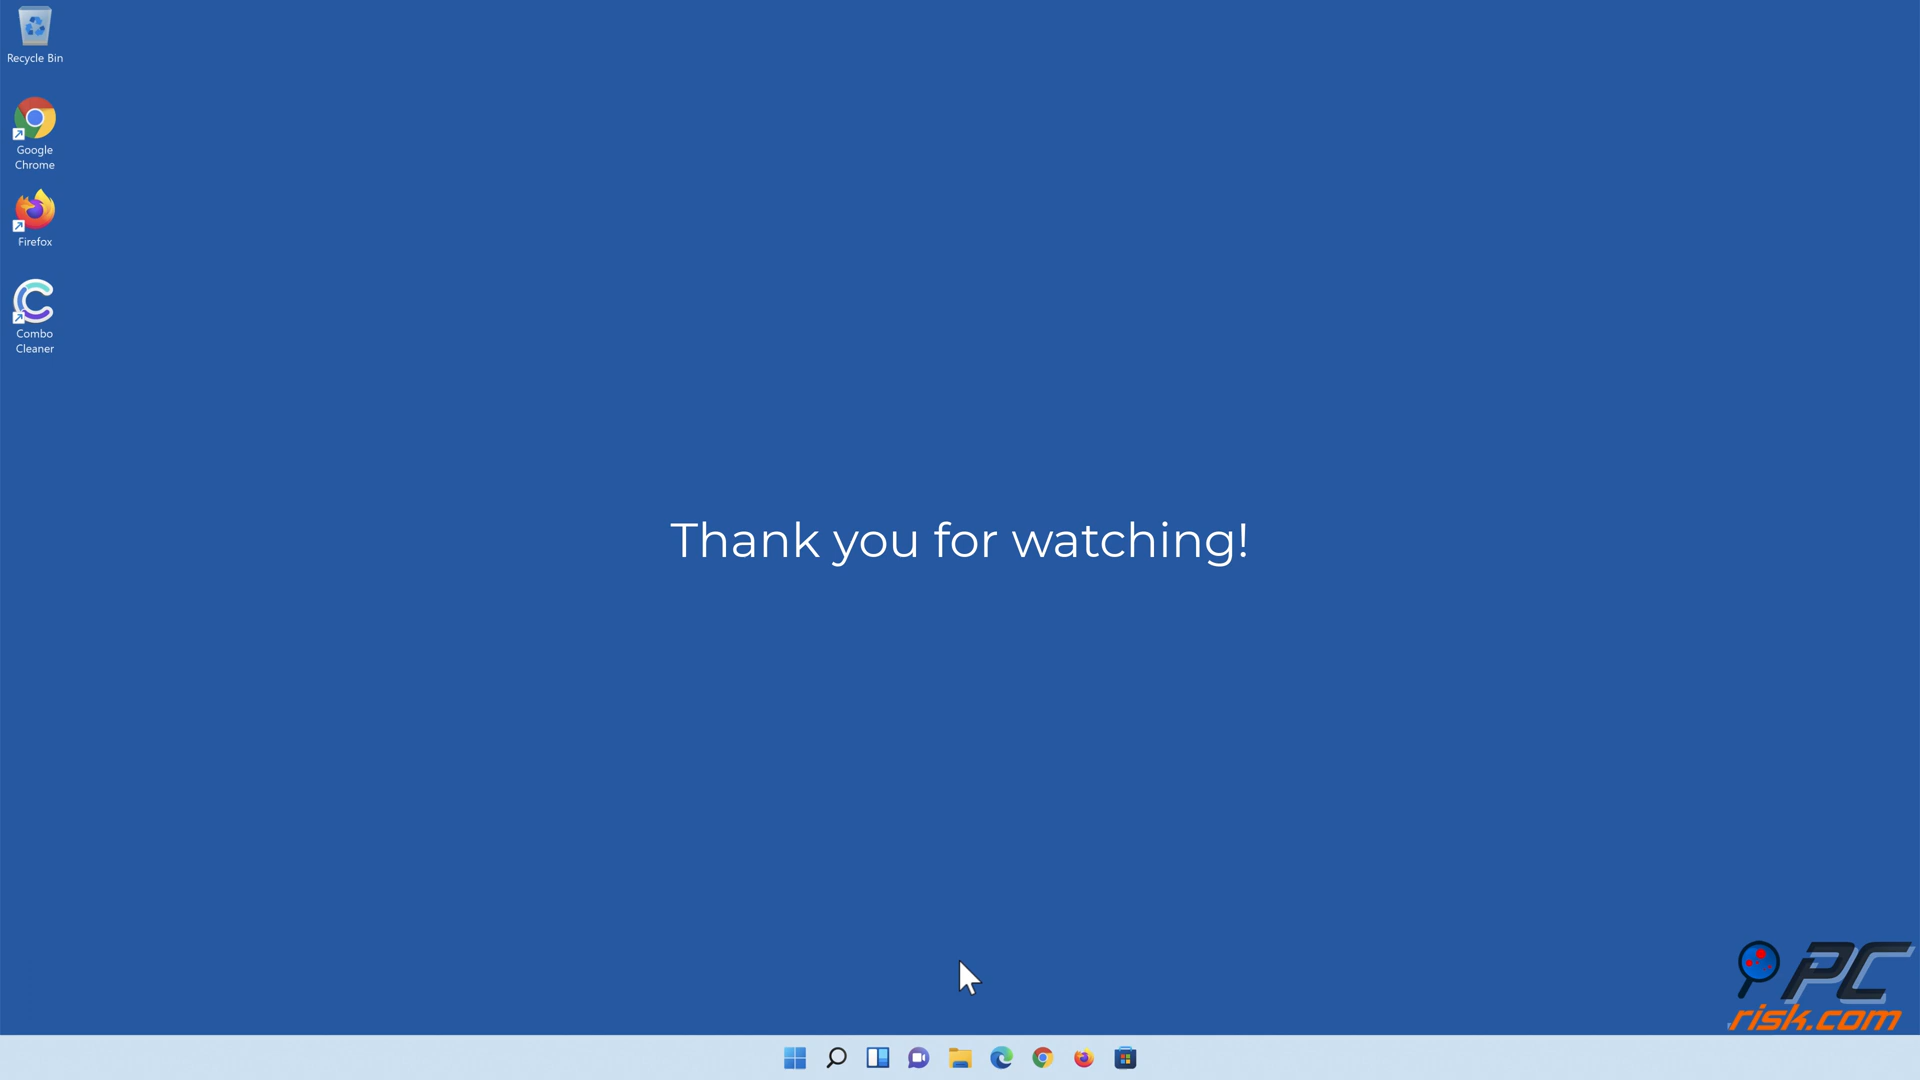 Recycle Bin
Google
Chrome
Firefox
Combo
Cleaner
Thank you for watching!
PC
risk.com